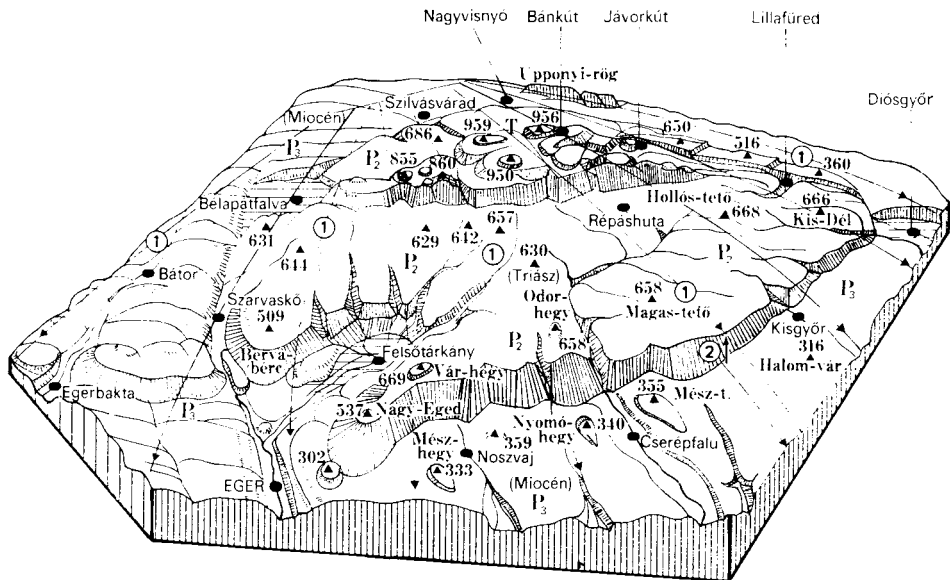 Nagyvisnyó Bánkút Jávorkút Lillafüred
Upponyi-rög
Diósgyőr
Szilvásvárad
(Miocén)
P3
686
959
T
956
650
516
1
360
P2
855
860
950
Bélapátfalva
Hollós-tető
668
666
Kis-Dél
Répáshuta
631
1
644
629
642
657
1
P2
630
(Triász)
P2
P3
1
Bátor
Szarvaskő
509
Odor-
hegy
658
658
1
Magas-tető
Kisgyőr
316
Halom-vár
2
Berva-
bérc
Felsőtárkány
669
Vár-hegy
P2
355
Mész-t.
Egerbakta
P3
537
Nagy-Eged
Nyomó-
hegy
340
Cserépfalu
302
Mész-
hegy
333
359
Noszvaj
(Miocén)
P3
EGER